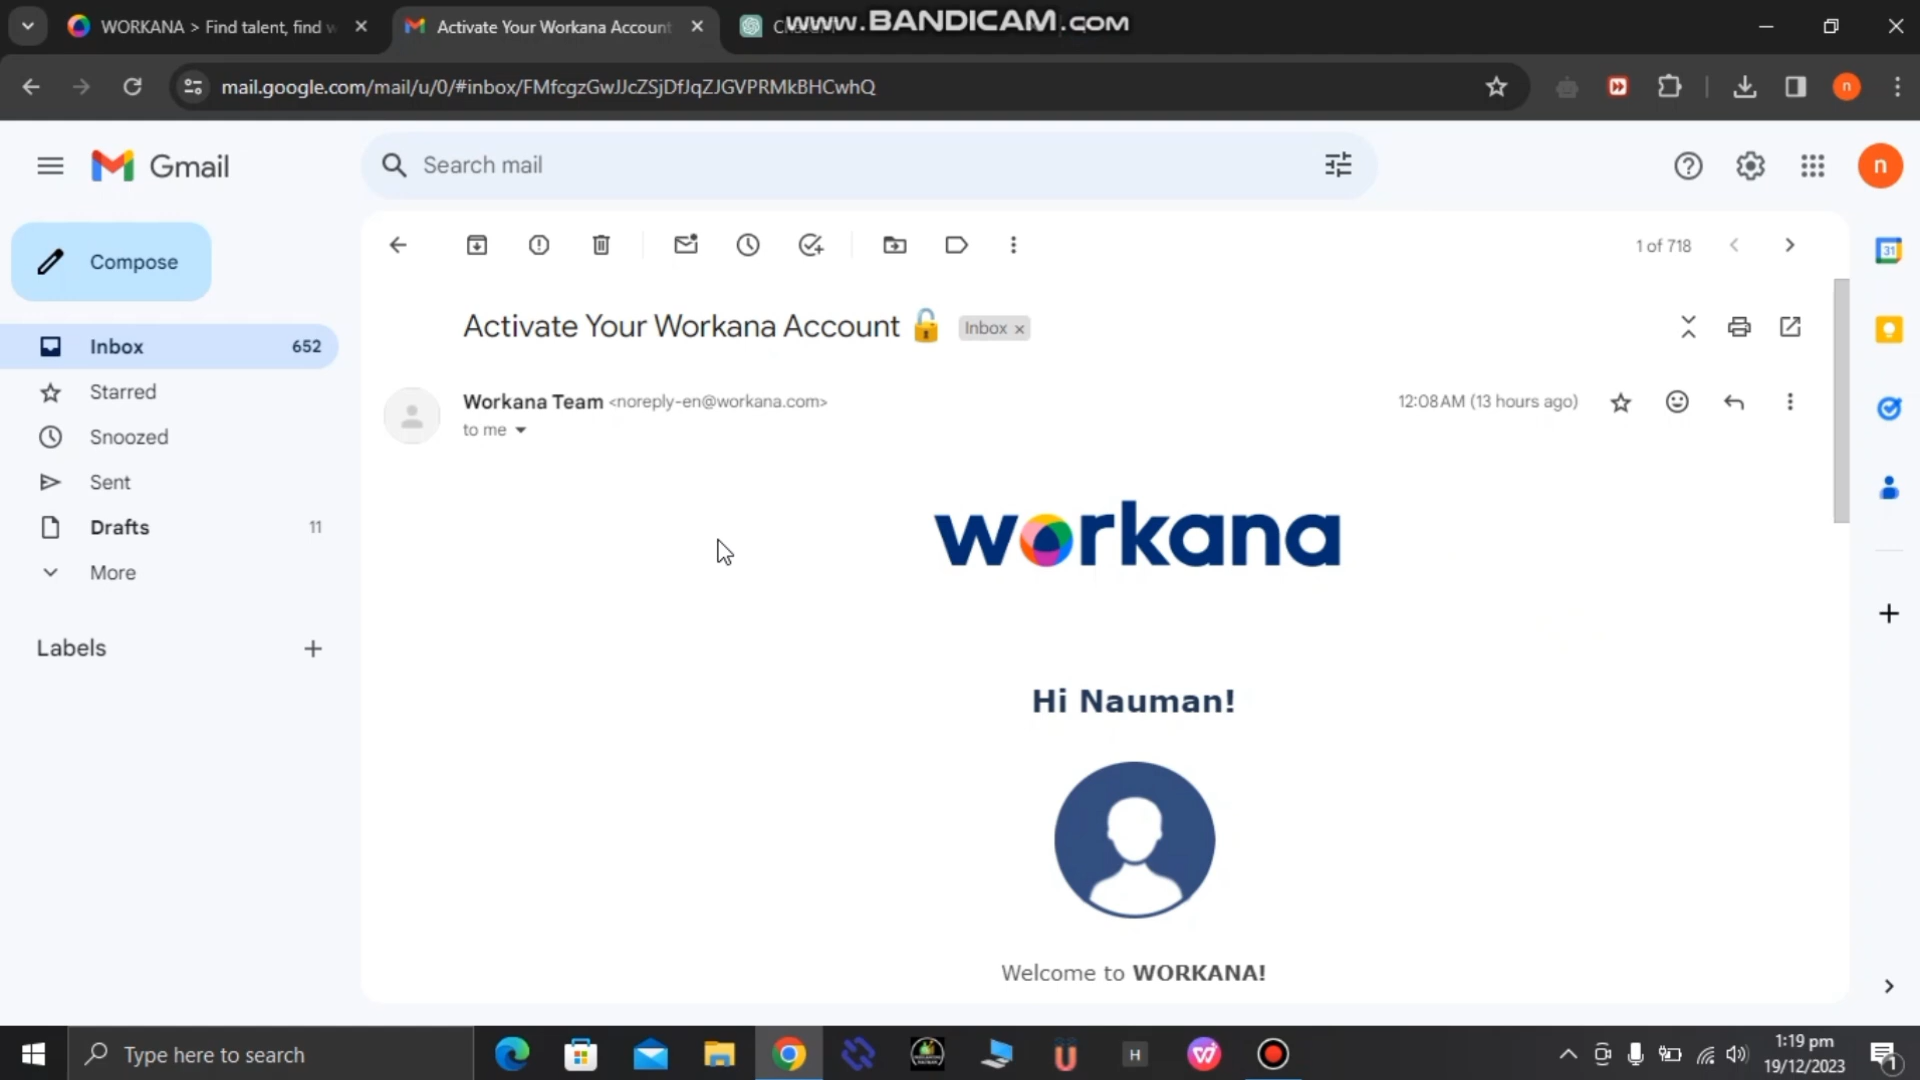 WORKANA > Find talent, find w
Activate Your Workana Account
www.BANDICAM.com
mail.google.com/mail/u/0/#inbox/FMfcgzGwJJcZSjDfJqZJGVPRMkBHCwhQ
n
Gmail
Search mail
n
Compose
1 of 718
Activate Your Workana Account 🔓 Inbox ×
Inbox 652
Starred
Workana Team <noreply-en@workana.com>
12:08 AM (13 hours ago)
to me
Snoozed
Sent
Drafts 11
More
Labels
31
workana
Hi Nauman!
Welcome to WORKANA!
Type here to search
H
1:19 pm
19/12/2023
1